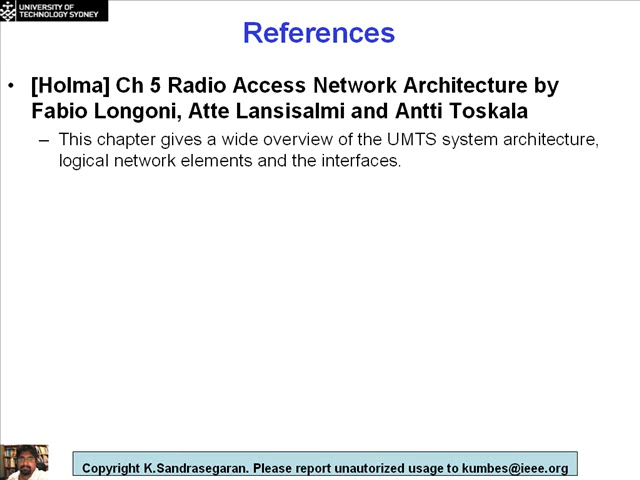 UNIVERSITY OF
TECHNOLOGY SYDNEY
References
• [Holma] Ch 5 Radio Access Network Architecture by
Fabio Longoni, Atte Lansisalmi and Antti Toskala
– This chapter gives a wide overview of the UMTS system architecture,
logical network elements and the interfaces.
Copyright K.Sandrasegaran. Please report unauthorized usage to kumbes@ieee.org